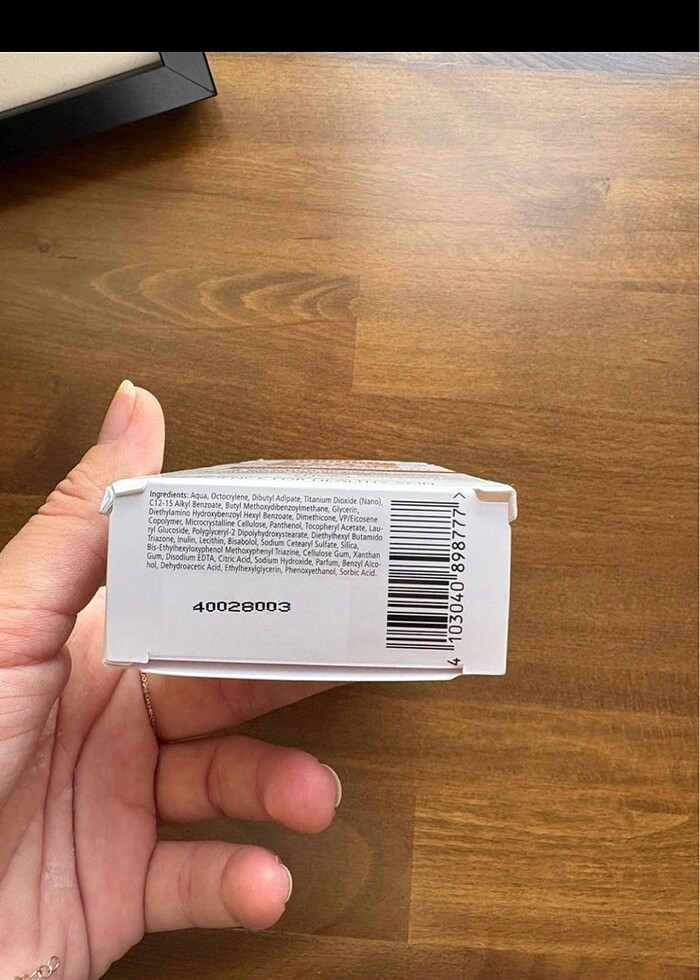 FOR HEALTHY SKIN
Ingredients: Aqua, Octocrylene, Dibutyl Adipate, Titanium Dioxide (Nano),
C12-15 Alkyl Benzoate, Butyl Methoxydibenzoylmethane, Glycerin,
Diethylamino Hydroxybenzoyl Hexyl Benzoate, Dimethicone, VP/Eicosene
Copolymer, Microcrystalline Cellulose, Panthenol, Tocopheryl Acetate, Lau-
ryl Glucoside, Polyglyceryl-2 Dipolyhydroxystearate, Diethylhexyl Butamido
Triazone, Inulin, Lecithin, Bisabolol, Sodium Cetearyl Sulfate, Silica,
Bis-Ethylhexyloxyphenol Methoxyphenyl Triazine, Cellulose Gum, Xanthan
Gum, Disodium EDTA, Citric Acid, Sodium Hydroxide, Parfum, Benzyl Alco-
hol, Dehydroacetic Acid, Ethylhexylglycerin, Phenoxyethanol, Sorbic Acid.
40028003
4 103040 898777 >